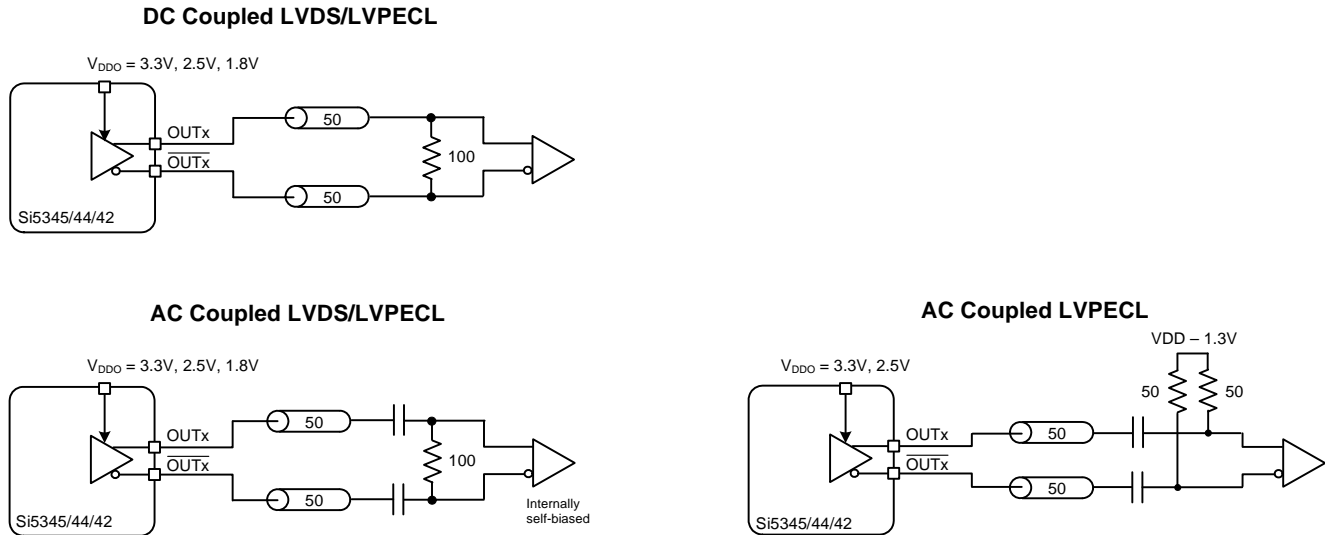 DC Coupled LVDS/LVPECL
VDDO = 3.3V, 2.5V, 1.8V
OUTx
OUTx
50
50
100
Si5345/44/42
AC Coupled LVDS/LVPECL
VDDO = 3.3V, 2.5V, 1.8V
OUTx
OUTx
50
50
100
Internally
self-biased
Si5345/44/42
AC Coupled LVPECL
VDD – 1.3V
VDDO = 3.3V, 2.5V
50
50
OUTx
OUTx
50
50
Si5345/44/42